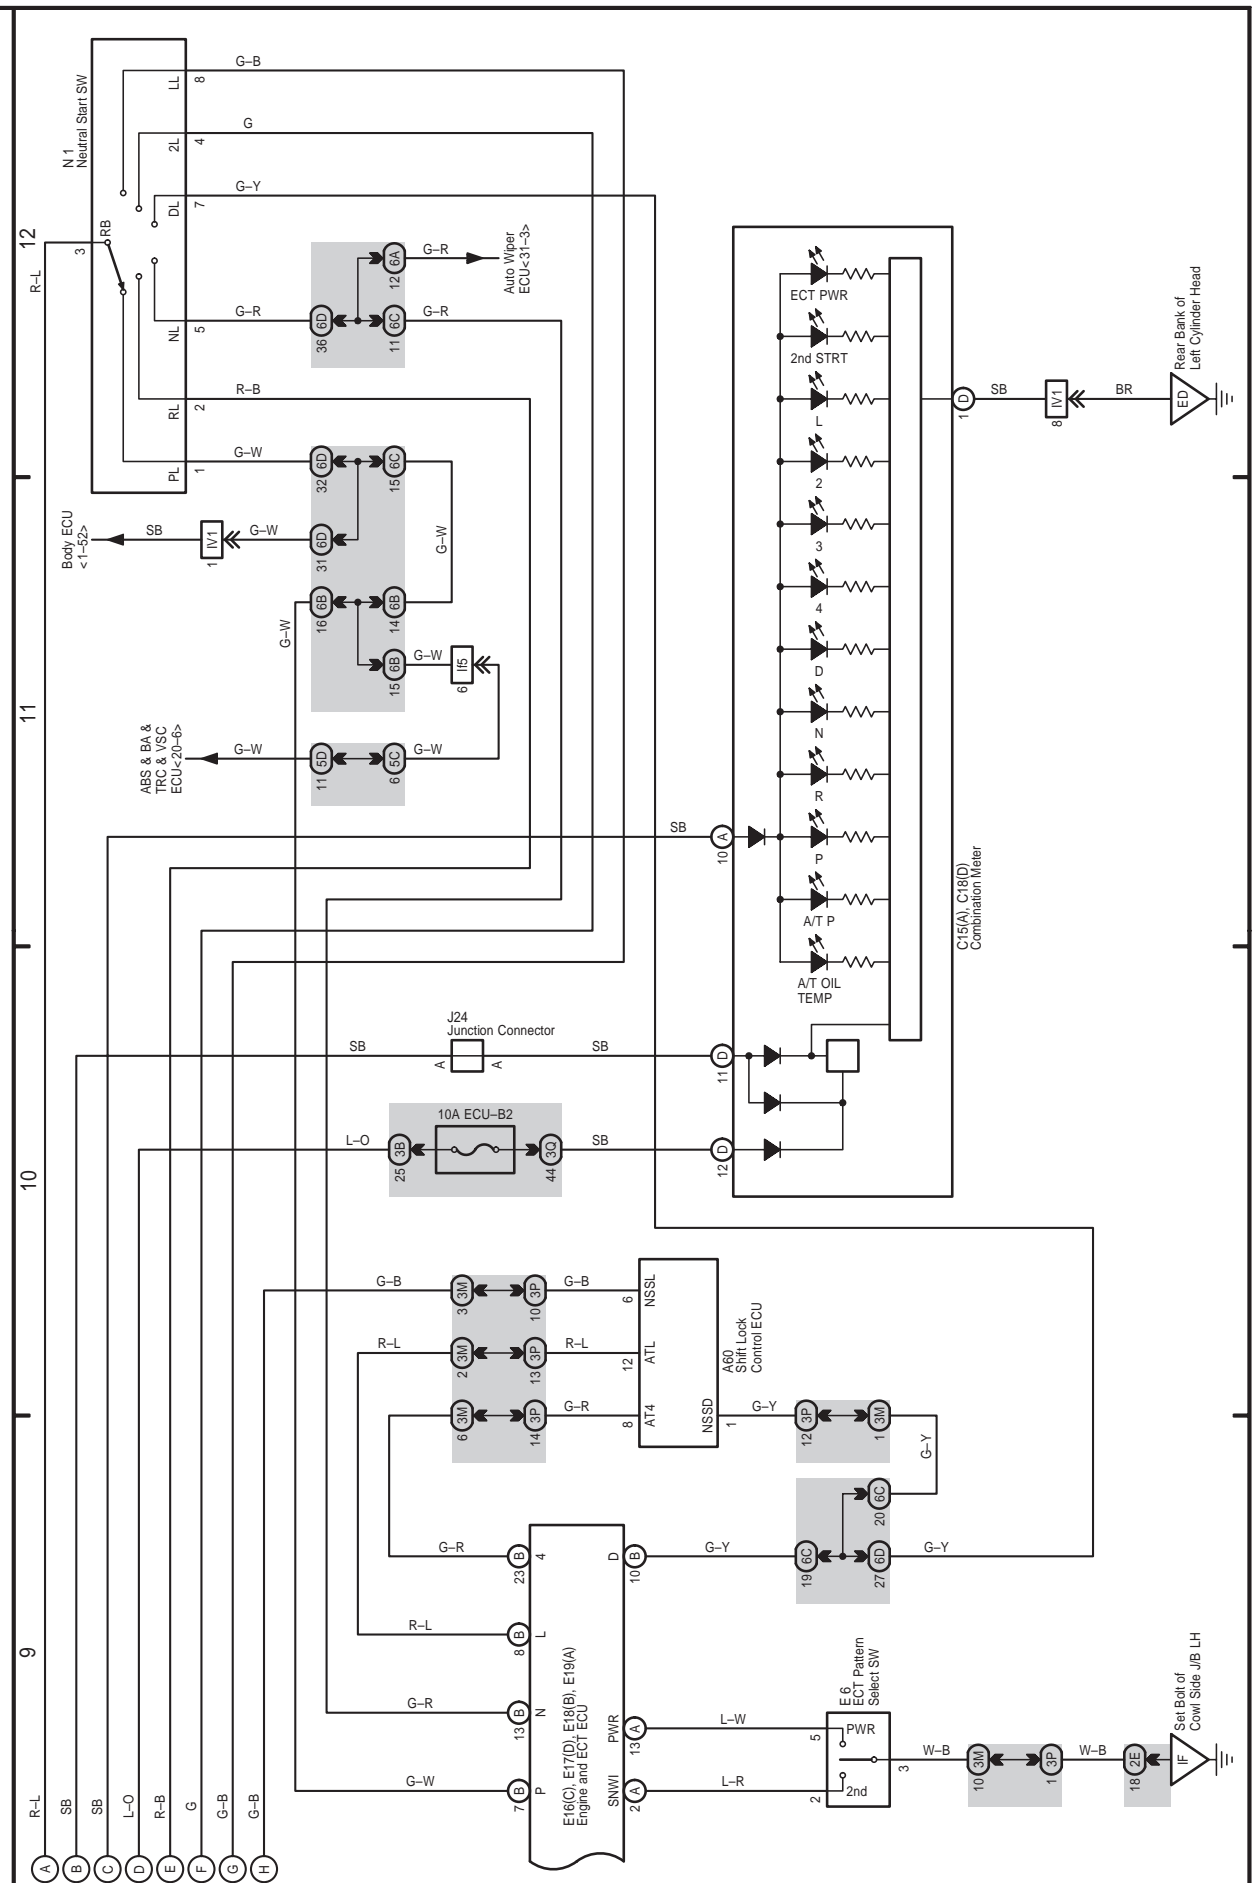 12
11
10
9
N 1
Neutral Start SW
RB
3
R–L
LL
8
G–B
2L
4
G
DL
7
G–Y
NL
5
G–R
RL
2
R–B
PL
1
G–W
36
6D
12
6A
G–R
Auto Wiper
ECU<31–3>
11
6C
G–R
32
6D
15
6C
G–W
31
6D
G–W
1
IV1
SB
Body ECU
<1–52>
16
6B
G–W
14
6B
15
6B
G–W
6
If5
ABS & BA &
TRC & VSC
ECU<20–6>
G–W
11
5D
6
5C
G–W
ECT PWR
2nd STRT
L
2
3
4
D
N
R
P
A/T P
A/T OIL
TEMP
C15(A), C18(D)
Combination Meter
1
D
SB
8
IV1
BR
ED
Rear Bank of
Left Cylinder Head
SB
10
A
SB
J24
Junction Connector
A
A
SB
11
D
L–O
25
3B
10A ECU–B2
44
3Q
SB
12
D
G–B
3
3M
10
3P
G–B
6
NSSL
R–L
2
3M
13
3P
R–L
12
ATL
6
3M
14
3P
G–R
8
AT4
A60
Shift Lock
Control ECU
NSSD
1
G–Y
12
3P
1
3M
G–Y
20
6C
19
6C
27
6D
G–Y
G–R
23
B
4
D
10
B
G–Y
R–L
8
B
L
G–R
13
B
N
G–W
7
B
P
E16(C), E17(D), E18(B), E19(A)
Engine and ECT ECU
PWR
13
A
L–W
SNWI
2
A
L–R
E 6
ECT Pattern
Select SW
5
PWR
2
2nd
3
W–B
10
3M
1
3P
W–B
18
2E
IF
Set Bolt of
Cowl Side J/B LH
R–L
A
SB
B
SB
C
L–O
D
R–B
E
G
F
G–B
G
G–B
H